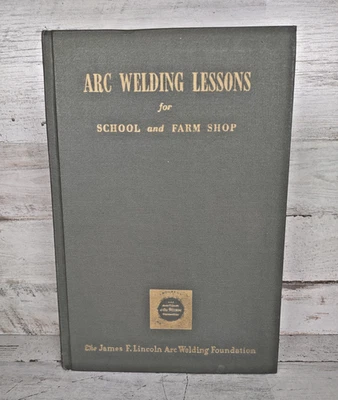 ARC WELDING LESSONS
for
SCHOOL and FARM SHOP
The James F. Lincoln Arc Welding Foundation